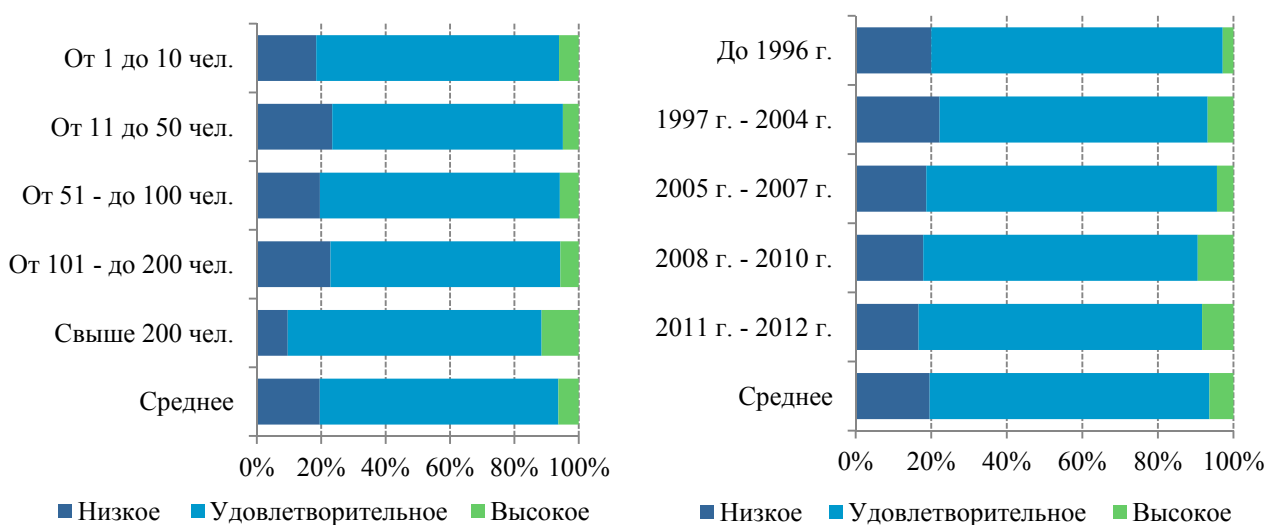 От 1 до 10 чел.
От 11 до 50 чел.
От 51 - до 100 чел.
От 101 - до 200 чел.
Свыше 200 чел.
Среднее
0% 20% 40% 60% 80% 100%
Низкое Удовлетворительное Высокое
До 1996 г.
1997 г. - 2004 г.
2005 г. - 2007 г.
2008 г. - 2010 г.
2011 г. - 2012 г.
Среднее
0% 20% 40% 60% 80% 100%
Низкое Удовлетворительное Высокое